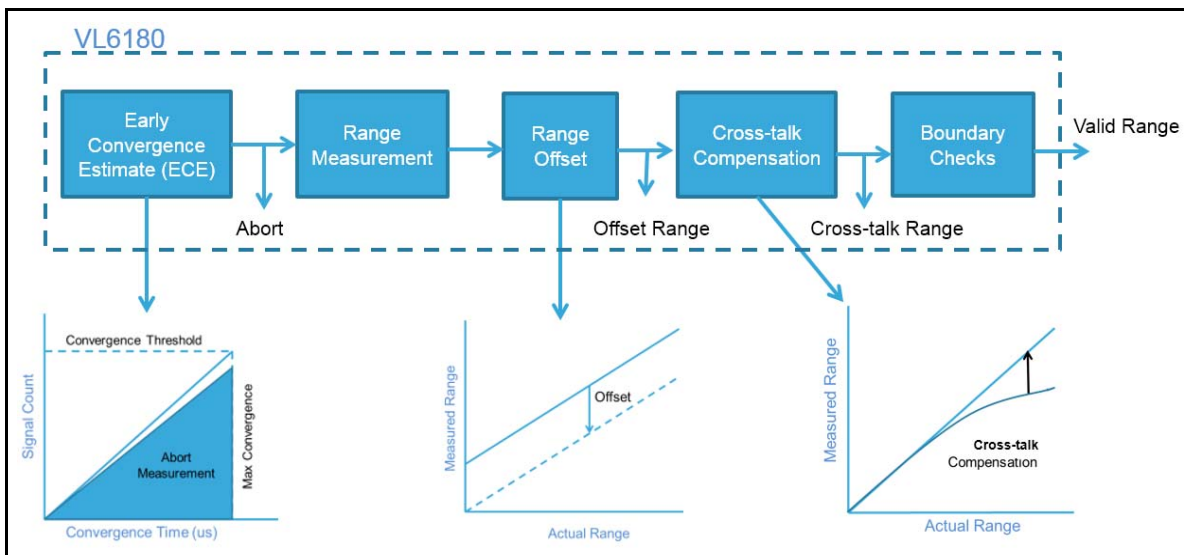 VL6180
Early
Convergence
Estimate (ECE)
Range
Measurement
Range
Offset
Cross-talk
Compensation
Boundary
Checks
Valid Range
Abort
Offset Range
Cross-talk Range
Convergence Threshold
Signal Count
Abort
Measurement
Max Convergence
Convergence Time (us)
Measured Range
Offset
Actual Range
Measured Range
Cross-talk
Compensation
Actual Range